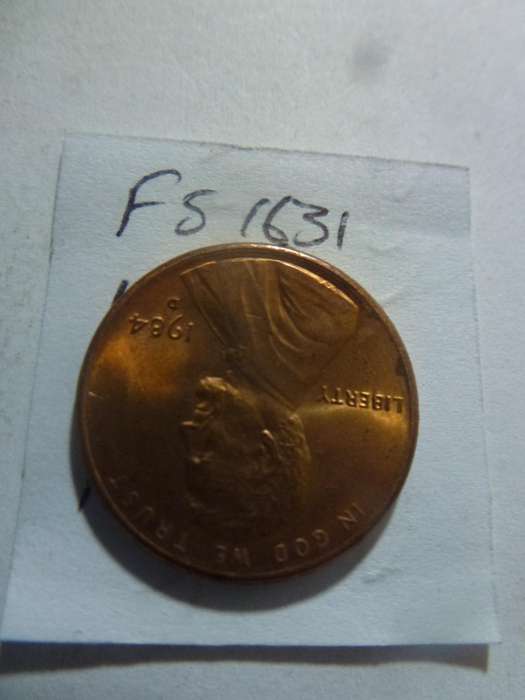 FS 1631
1984
D
LIBERTY
IN GOD WE TRUST